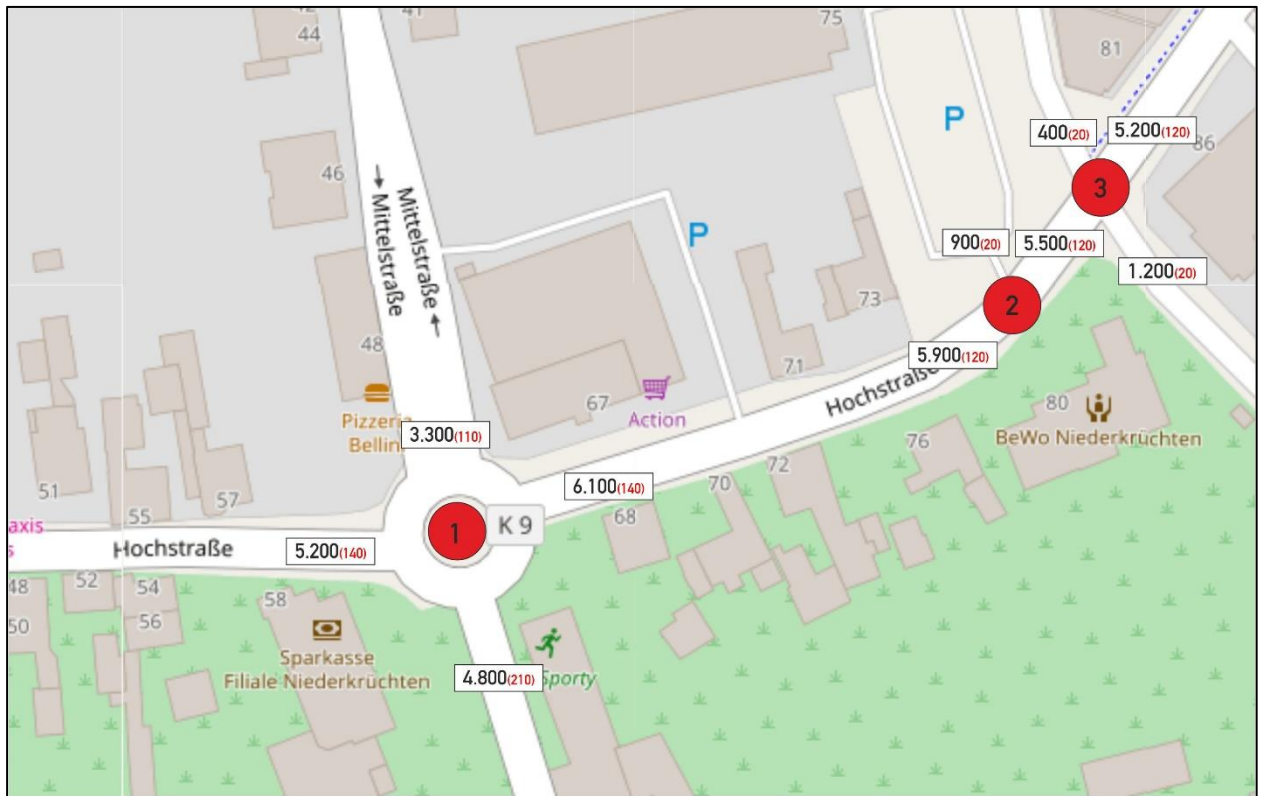 42
41
44
75
81
P
400(20)
5.200(120)
86
46
3
Mittelstraße
Mittelstraße
P
900(20)
5.500(120)
1.200(20)
73
2
48
71
5.900(120)
Hochstraße
67
Action
80
BeWo Niederkrüchten
Pizzeria
3.300(110)
76
72
51
57
55
6.100(140)
70
68
axis
s
1
K 9
Hochstraße
5.200(140)
48
52
54
58
50
56
Sparkasse
Filiale Niederkrüchten
4.800(210)
Sporty